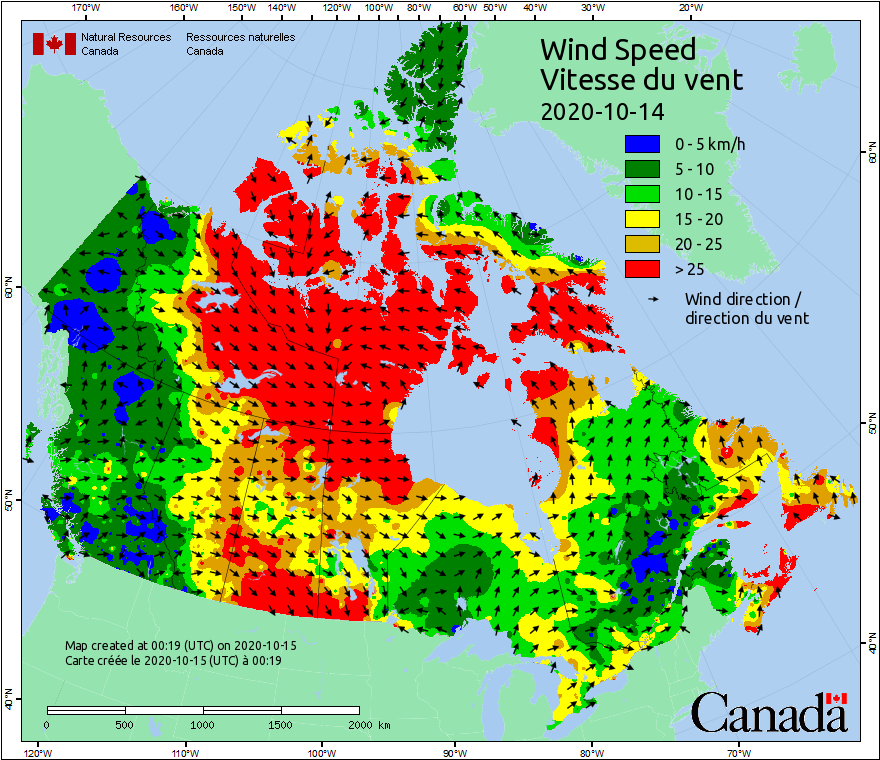 170°W 160°W 150°W 140°W 130°W 120°W 110°W 100°W 90°W 80°W 70°W 60°W 50°W 40°W 30°W 20°W
Natural Resources Ressources naturelles
Canada Canada
Wind Speed
Vitesse du vent
2020-10-14
0 - 5 km/h
5 - 10
10 - 15
15 - 20
20 - 25
> 25
Wind direction /
direction du vent
60°N
60°N
50°N
50°N
40°N
40°N
Map created at 00:19 (UTC) on 2020-10-15
Carte créée le 2020-10-15 (UTC) à 00:19
0 500 1000 1500 2000 km
Canada
120°W 110°W 100°W 90°W 80°W 70°W